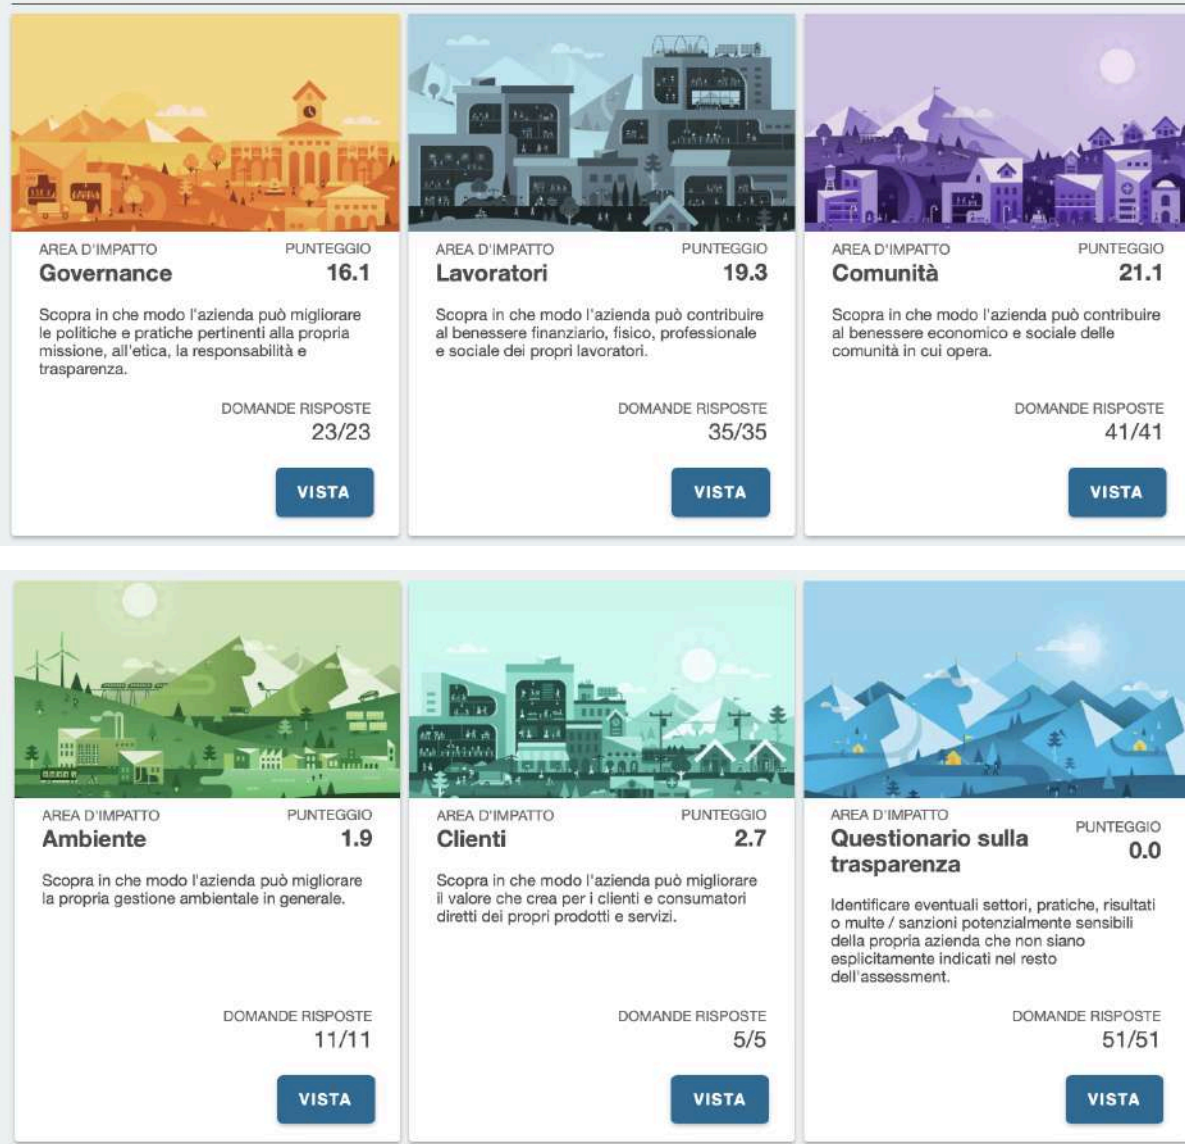 AREA D'IMPATTO PUNTEGGIO
Governance 16.1
Scopra in che modo l'azienda può migliorare
le politiche e pratiche pertinenti alla propria
missione, all'etica, la responsabilità e
trasparenza.
DOMANDE RISPOSTE
23/23
VISTA
AREA D'IMPATTO PUNTEGGIO
Lavoratori 19.3
Scopra in che modo l'azienda può contribuire
al benessere finanziario, fisico, professionale
e sociale dei propri lavoratori.
DOMANDE RISPOSTE
35/35
VISTA
AREA D'IMPATTO PUNTEGGIO
Comunità 21.1
Scopra in che modo l'azienda può contribuire
al benessere economico e sociale delle
comunità in cui opera.
DOMANDE RISPOSTE
41/41
VISTA
AREA D'IMPATTO PUNTEGGIO
Ambiente 1.9
Scopra in che modo l'azienda può migliorare
la propria gestione ambientale in generale.
DOMANDE RISPOSTE
11/11
VISTA
AREA D'IMPATTO PUNTEGGIO
Clienti 2.7
Scopra in che modo l'azienda può migliorare
il valore che crea per i clienti e consumatori
diretti dei propri prodotti e servizi.
DOMANDE RISPOSTE
5/5
VISTA
AREA D'IMPATTO
PUNTEGGIO
Questionario sulla
trasparenza
0.0
Identificare eventuali settori, pratiche, risultati
o multe / sanzioni potenzialmente sensibili
della propria azienda che non siano
esplicitamente indicati nel resto
dell'assessment.
DOMANDE RISPOSTE
51/51
VISTA